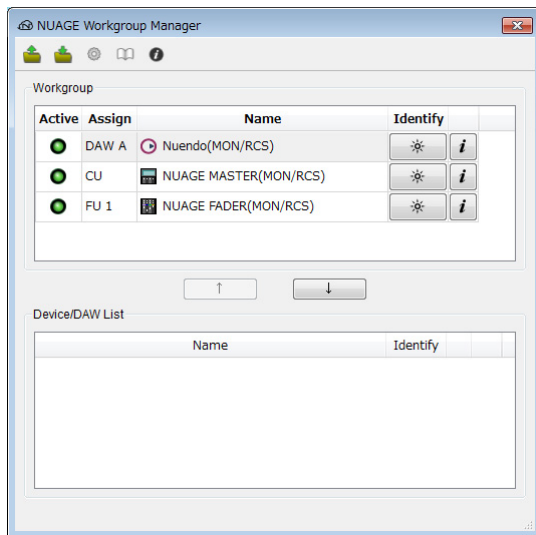 NUAGE Workgroup Manager
Workgroup
Active Assign Name Identify
DAW A Nuendo(MON/RCS) i
CU NUAGE MASTER(MON/RCS) i
FU 1 NUAGE FADER(MON/RCS) i
↑ ↓
Device/DAW List
Name Identify